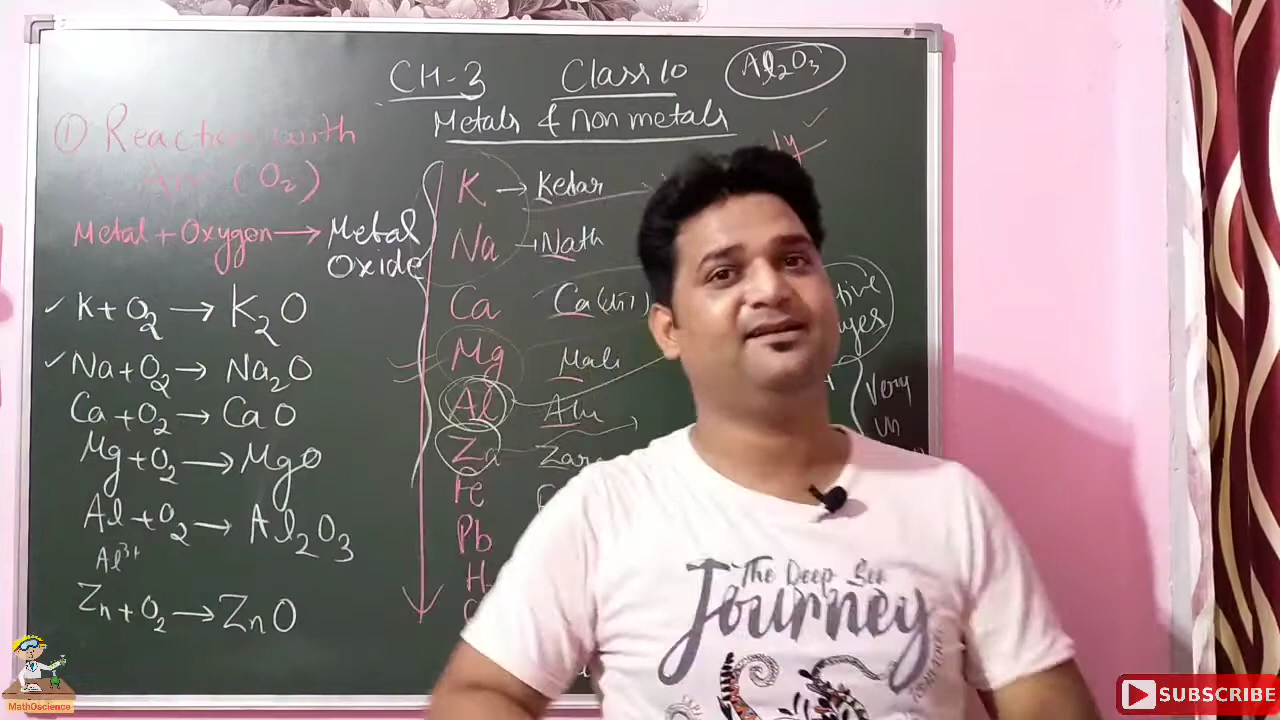 CH-3 Class 10 Al2O3
Metals & non metals
① Reaction with
Air (O2)
Metal + Oxygen → Metal
Oxide
K + O2 → K2O
Na + O2 → Na2O
Ca + O2 → CaO
Mg + O2 → MgO
Al + O2 → Al2O3
Al3+
Zn + O2 → ZnO
K → Kedar
Na → Nath
Ca Ca
Mg Mali
Al Alu
Zn Zara
Fe
Pb
H
Very
The Deep Sea
Journey
MathOscience
SUBSCRIBE